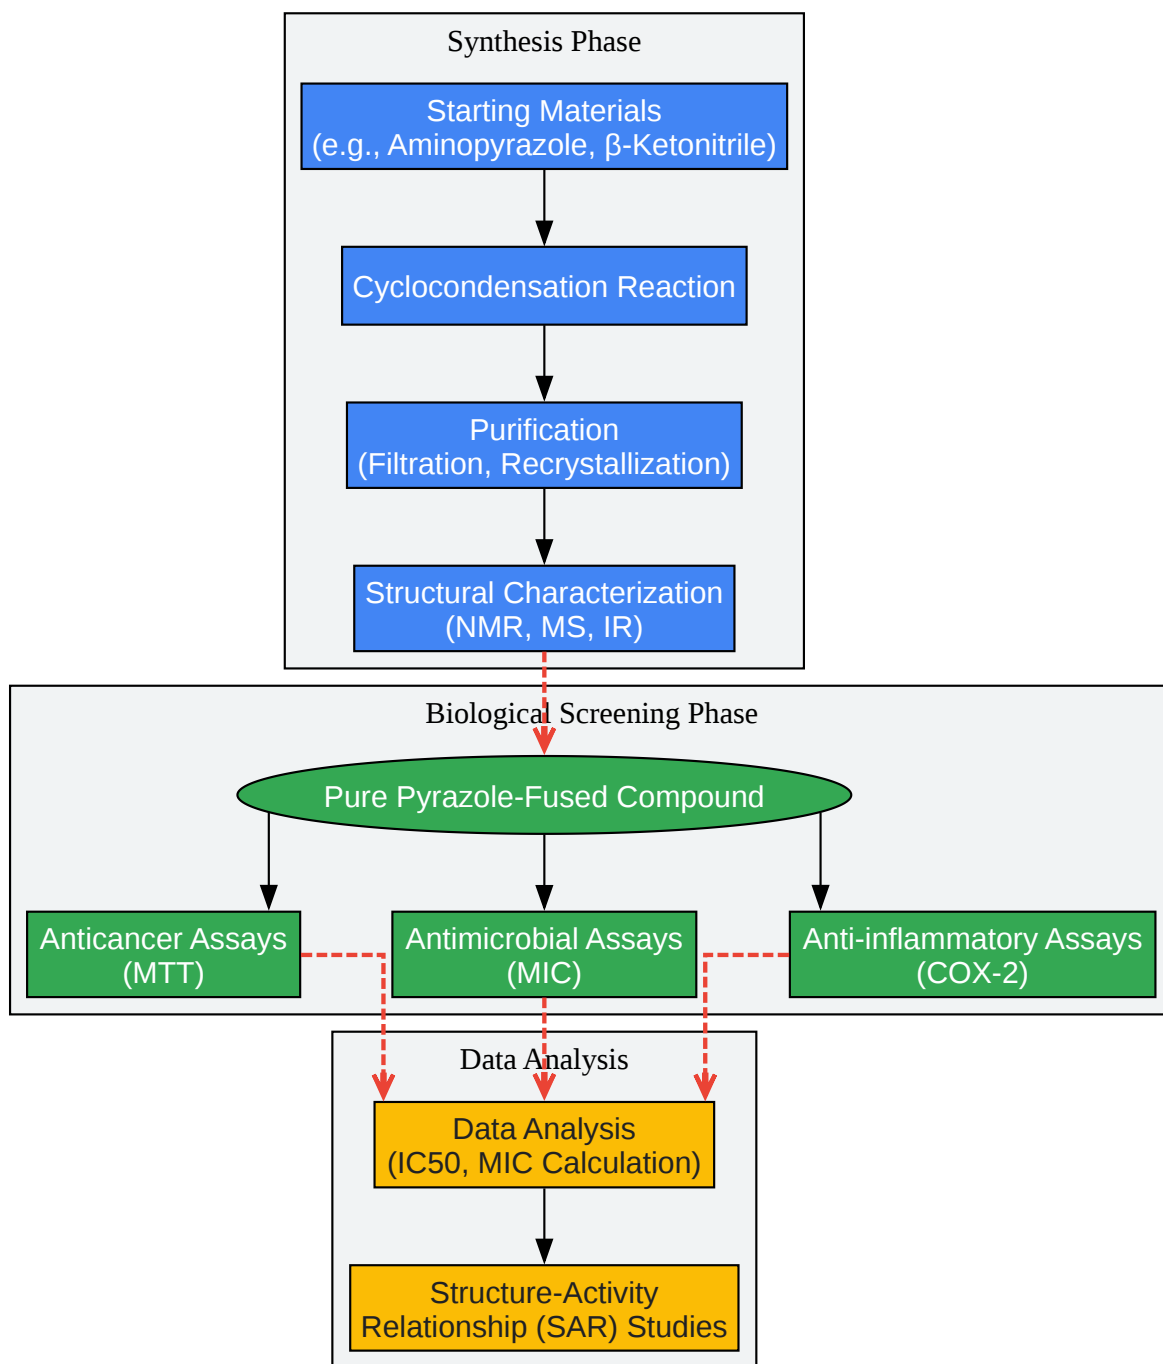 Synthesis Phase
Starting Materials
(e.g., Aminopyrazole, β-Ketonitrile)
Cyclocondensation Reaction
Purification
(Filtration, Recrystallization)
Structural Characterization
(NMR, MS, IR)
Biological Screening Phase
Pure Pyrazole-Fused Compound
Anticancer Assays
(MTT)
Antimicrobial Assays
(MIC)
Anti-inflammatory Assays
(COX-2)
Data Analysis
Data Analysis
(IC50, MIC Calculation)
Structure-Activity
Relationship (SAR) Studies